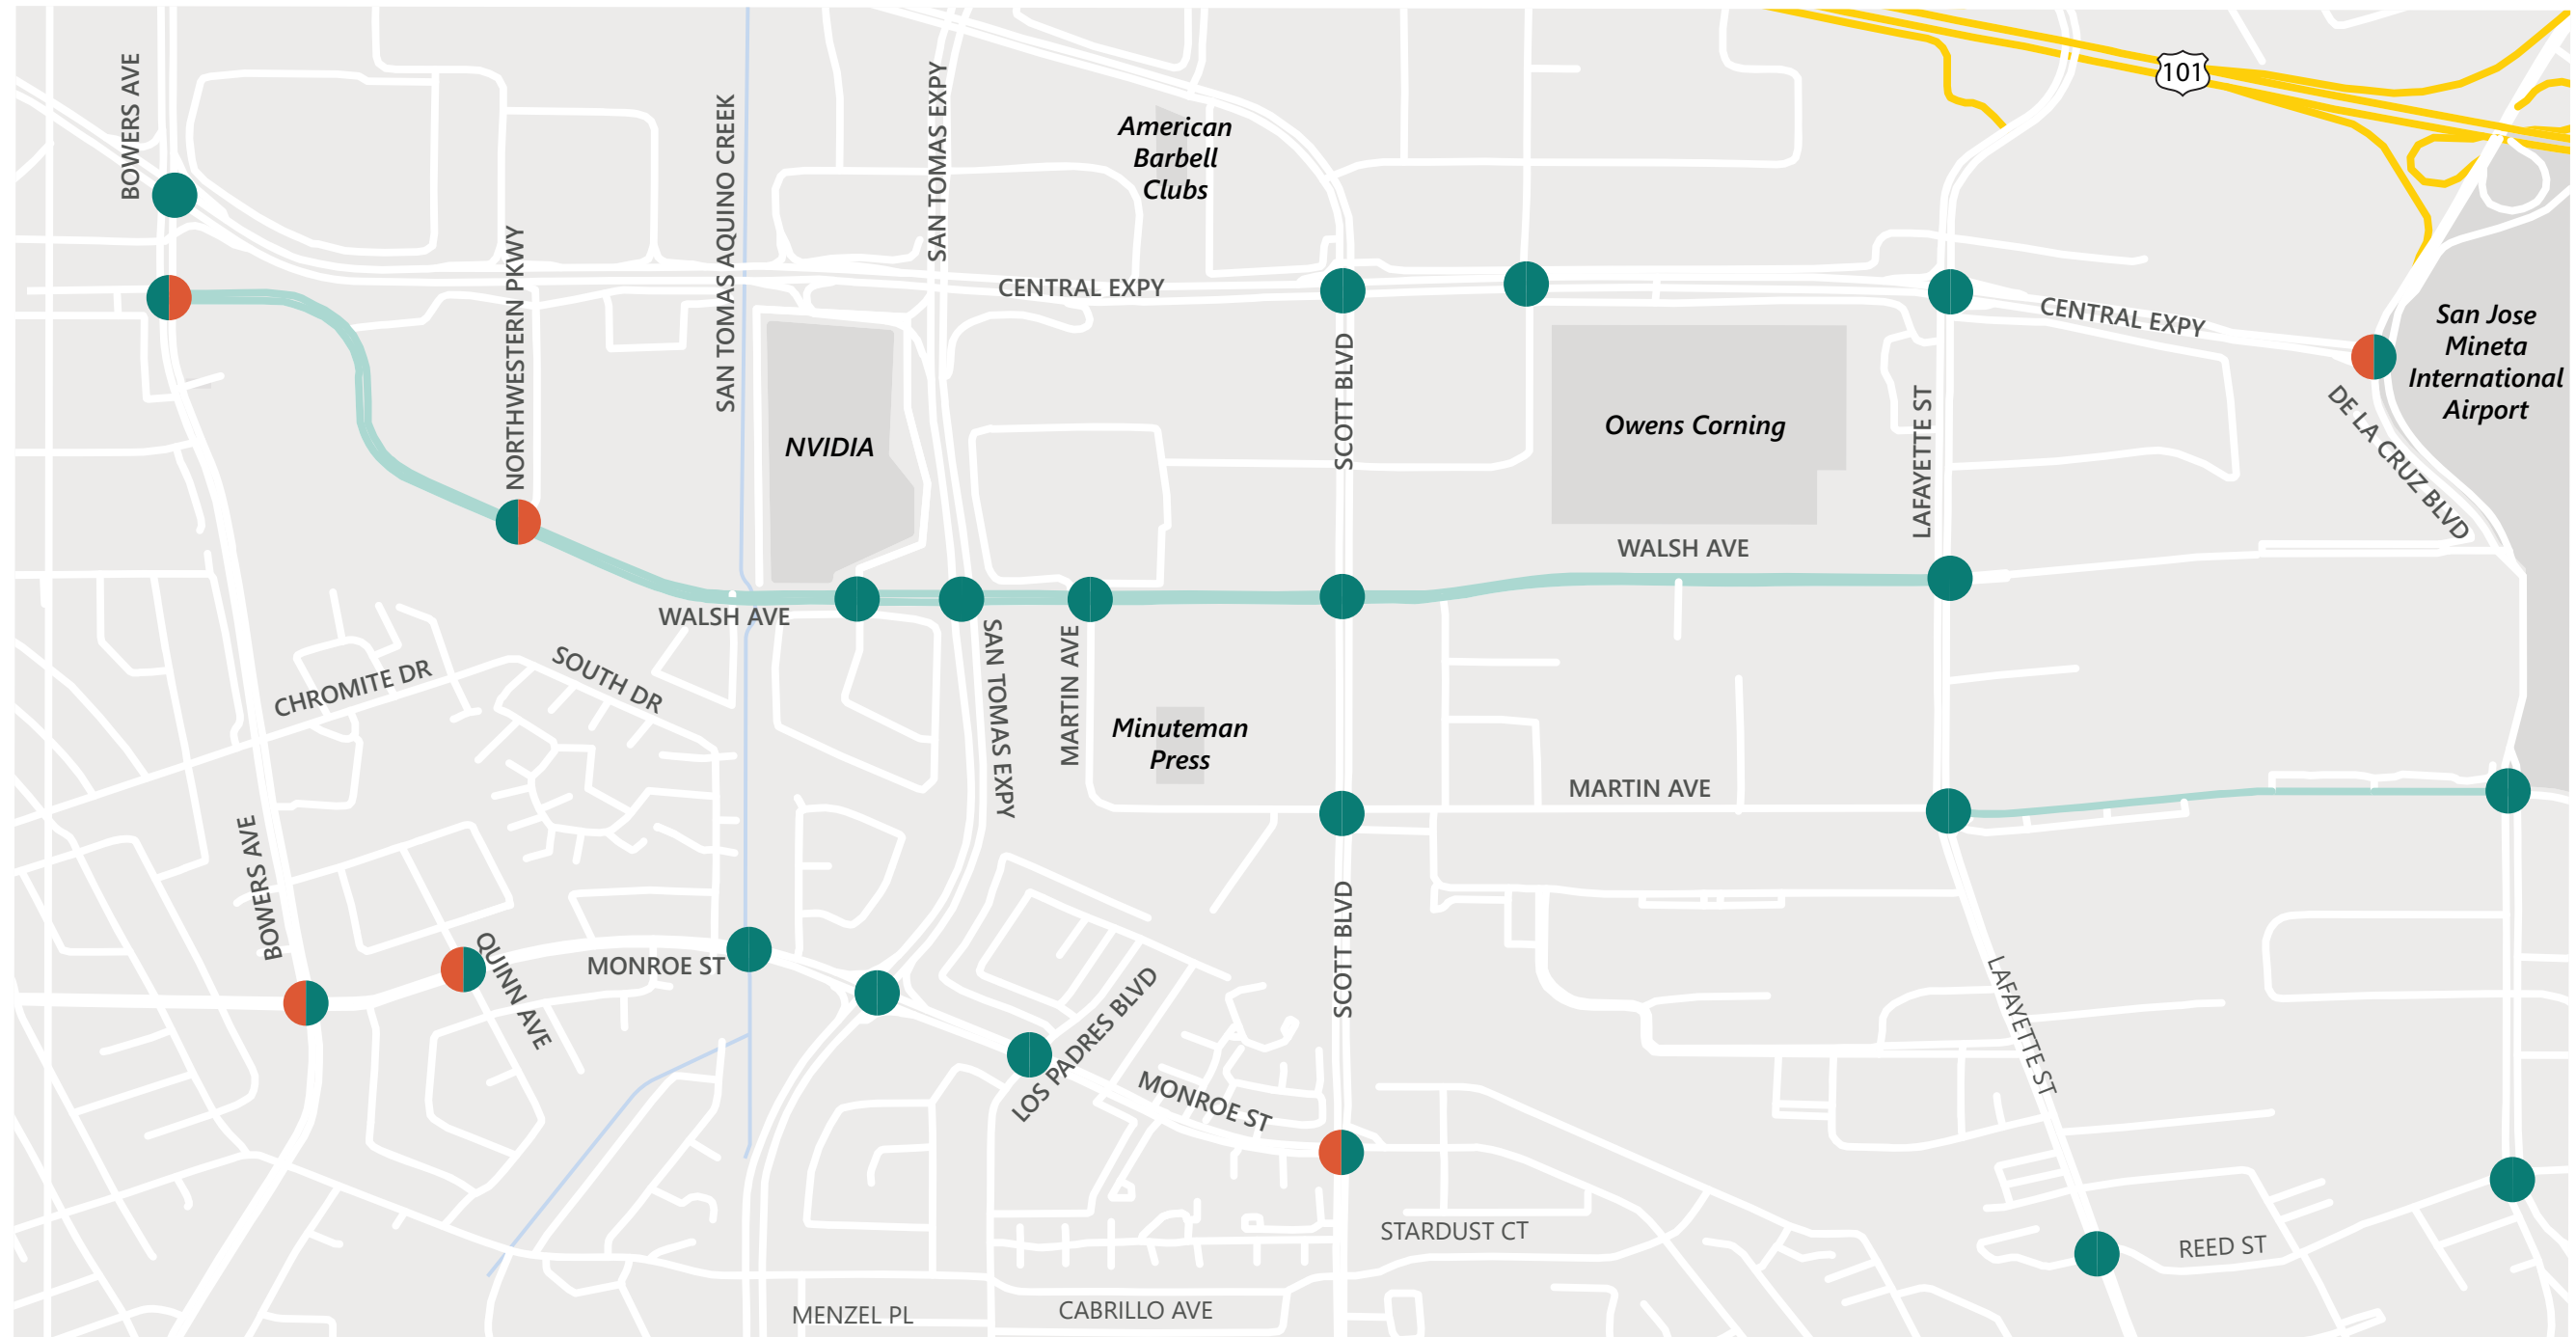 101
BOWERS AVE
SAN TOMAS AQUINO CREEK
SAN TOMAS EXPY
American
Barbell
Clubs
NORTHWESTERN PKWY
CENTRAL EXPY
CENTRAL EXPY
San Jose
Mineta
International
Airport
SCOTT BLVD
NVIDIA
Owens Corning
LAFAYETTE ST
DE LA CRUZ BLVD
WALSH AVE
WALSH AVE
SAN TOMAS EXPY
MARTIN AVE
CHROMITE DR
SOUTH DR
Minuteman
Press
MARTIN AVE
BOWERS AVE
QUINN AVE
MONROE ST
SCOTT BLVD
LOS PADRES BLVD
LAFAYETTE ST
MONROE ST
STARDUST CT
REED ST
MENZEL PL
CABRILLO AVE